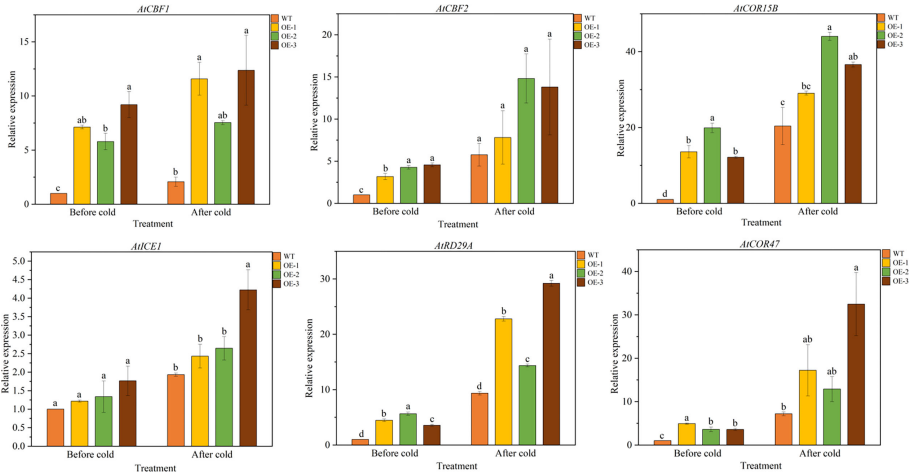 AtCBF1
WT
OE-1
OE-2
OE-3
15
10
5
0
Relative expression
c
ab
b
a
b
a
ab
a
Before cold
After cold
Treatment
AtCBF2
WT
OE-1
OE-2
OE-3
20
15
10
5
0
Relative expression
c
b
a
a
a
a
a
a
Before cold
After cold
Treatment
AtCOR15B
WT
OE-1
OE-2
OE-3
40
20
0
Relative expression
d
b
a
b
c
bc
a
ab
Before cold
After cold
Treatment
AtICE1
WT
OE-1
OE-2
OE-3
5.0
4.5
4.0
3.5
3.0
2.5
2.0
1.5
1.0
0.5
0.0
Relative expression
a
a
a
a
b
b
b
a
Before cold
After cold
Treatment
AtRD29A
WT
OE-1
OE-2
OE-3
30
20
10
0
Relative expression
d
b
a
c
d
b
c
a
Before cold
After cold
Treatment
AtCOR47
WT
OE-1
OE-2
OE-3
40
30
20
10
0
Relative expression
c
a
b
b
b
ab
ab
a
Before cold
After cold
Treatment